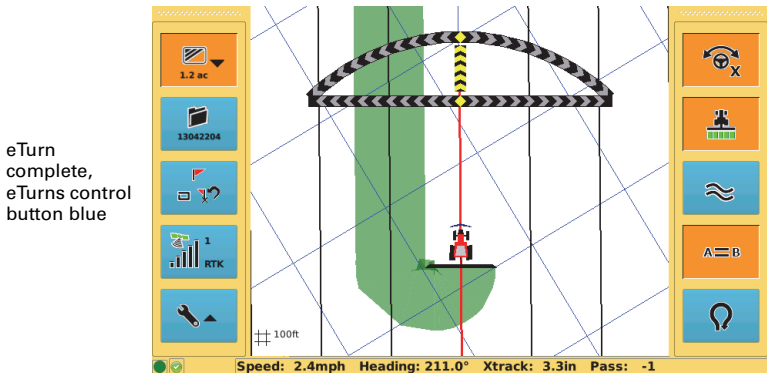 eTurn
complete,
eTurns control
button blue
1.2 ac
13042204
1
RTK
100ft
X
A=B
Speed: 2.4mph Heading: 211.0° Xtrack: 3.3in Pass: -1